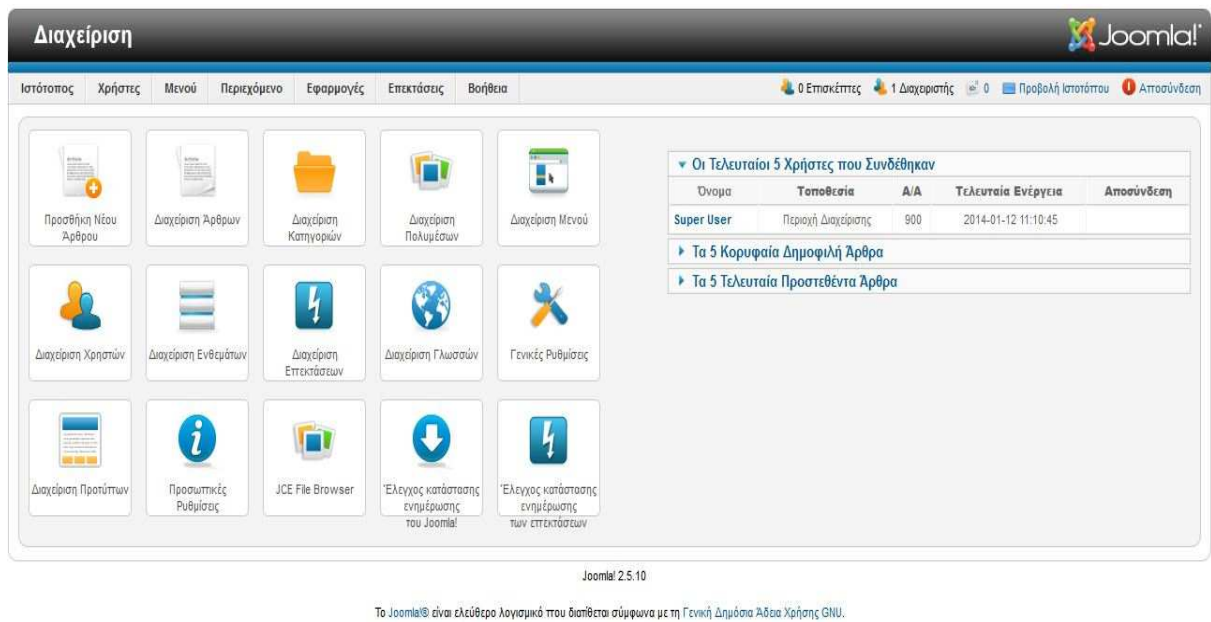 Διαχείριση
Joomla!
Ιστότοπος Χρήστες Μενού Περιεχόμενο Εφαρμογές Επεκτάσεις Βοήθεια
0 Επισκέπτες 1 Διαχειριστής 0 Προβολή Ιστοτόπου Αποσύνδεση
Προσθήκη Νέου
Άρθρου
Διαχείριση Άρθρων
Διαχείριση
Κατηγοριών
Διαχείριση
Πολυμέσων
Διαχείριση Μενού
Διαχείριση Χρηστών
Διαχείριση Ενθεμάτων
Διαχείριση
Επεκτάσεων
Διαχείριση Γλωσσών
Γενικές Ρυθμίσεις
Διαχείριση Προτύπων
Προσωπικές
Ρυθμίσεις
JCE File Browser
Έλεγχος κατάστασης
ενημέρωσης
του Joomla!
Έλεγχος κατάστασης
ενημέρωσης
των επεκτάσεων
Οι Τελευταίοι 5 Χρήστες που Συνδέθηκαν
Όνομα Τοποθεσία Α/Α Τελευταία Ενέργεια Αποσύνδεση
Super User Περιοχή Διαχείρισης 900 2014-01-12 11:10:45
Τα 5 Κορυφαία Δημοφιλή Άρθρα
Τα 5 Τελευταία Προστεθέντα Άρθρα
Joomla! 2.5.10
Το Joomla!® είναι ελεύθερο λογισμικό που διατίθεται σύμφωνα με τη Γενική Δημόσια Άδεια Χρήσης GNU.